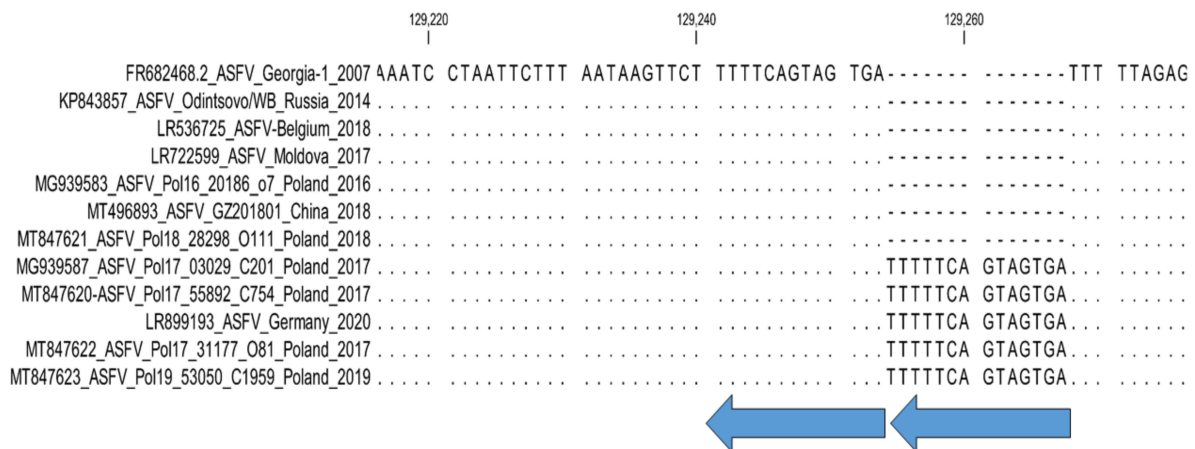 129,220 129,240 129,260
FR682468.2_ASFV_Georgia-1_2007 AAATC CTAATTCTTT AATAAGTTCT TTTTCAGTAG TGA------- -------TTT TTAGAG
KP843857_ASFV_Odintsovo/WB_Russia_2014 ..... .......... .......... .......... ...------- -------... ......
LR536725_ASFV-Belgium_2018 ..... .......... .......... .......... ...------- -------... ......
LR722599_ASFV_Moldova_2017 ..... .......... .......... .......... ...------- -------... ......
MG939583_ASFV_Pol16_20186_o7_Poland_2016 ..... .......... .......... .......... ...------- -------... ......
MT496893_ASFV_GZ201801_China_2018 ..... .......... .......... .......... ...------- -------... ......
MT847621_ASFV_Pol18_28298_O111_Poland_2018 ..... .......... .......... .......... ...------- -------... ......
MG939587_ASFV_Pol17_03029_C201_Poland_2017 ..... .......... .......... .......... ...TTTTTCA GTAGTGA... ......
MT847620-ASFV_Pol17_55892_C754_Poland_2017 ..... .......... .......... .......... ...TTTTTCA GTAGTGA... ......
LR899193_ASFV_Germany_2020 ..... .......... .......... .......... ...TTTTTCA GTAGTGA... ......
MT847622_ASFV_Pol17_31177_O81_Poland_2017 ..... .......... .......... .......... ...TTTTTCA GTAGTGA... ......
MT847623_ASFV_Pol19_53050_C1959_Poland_2019 ..... .......... .......... .......... ...TTTTTCA GTAGTGA... ......